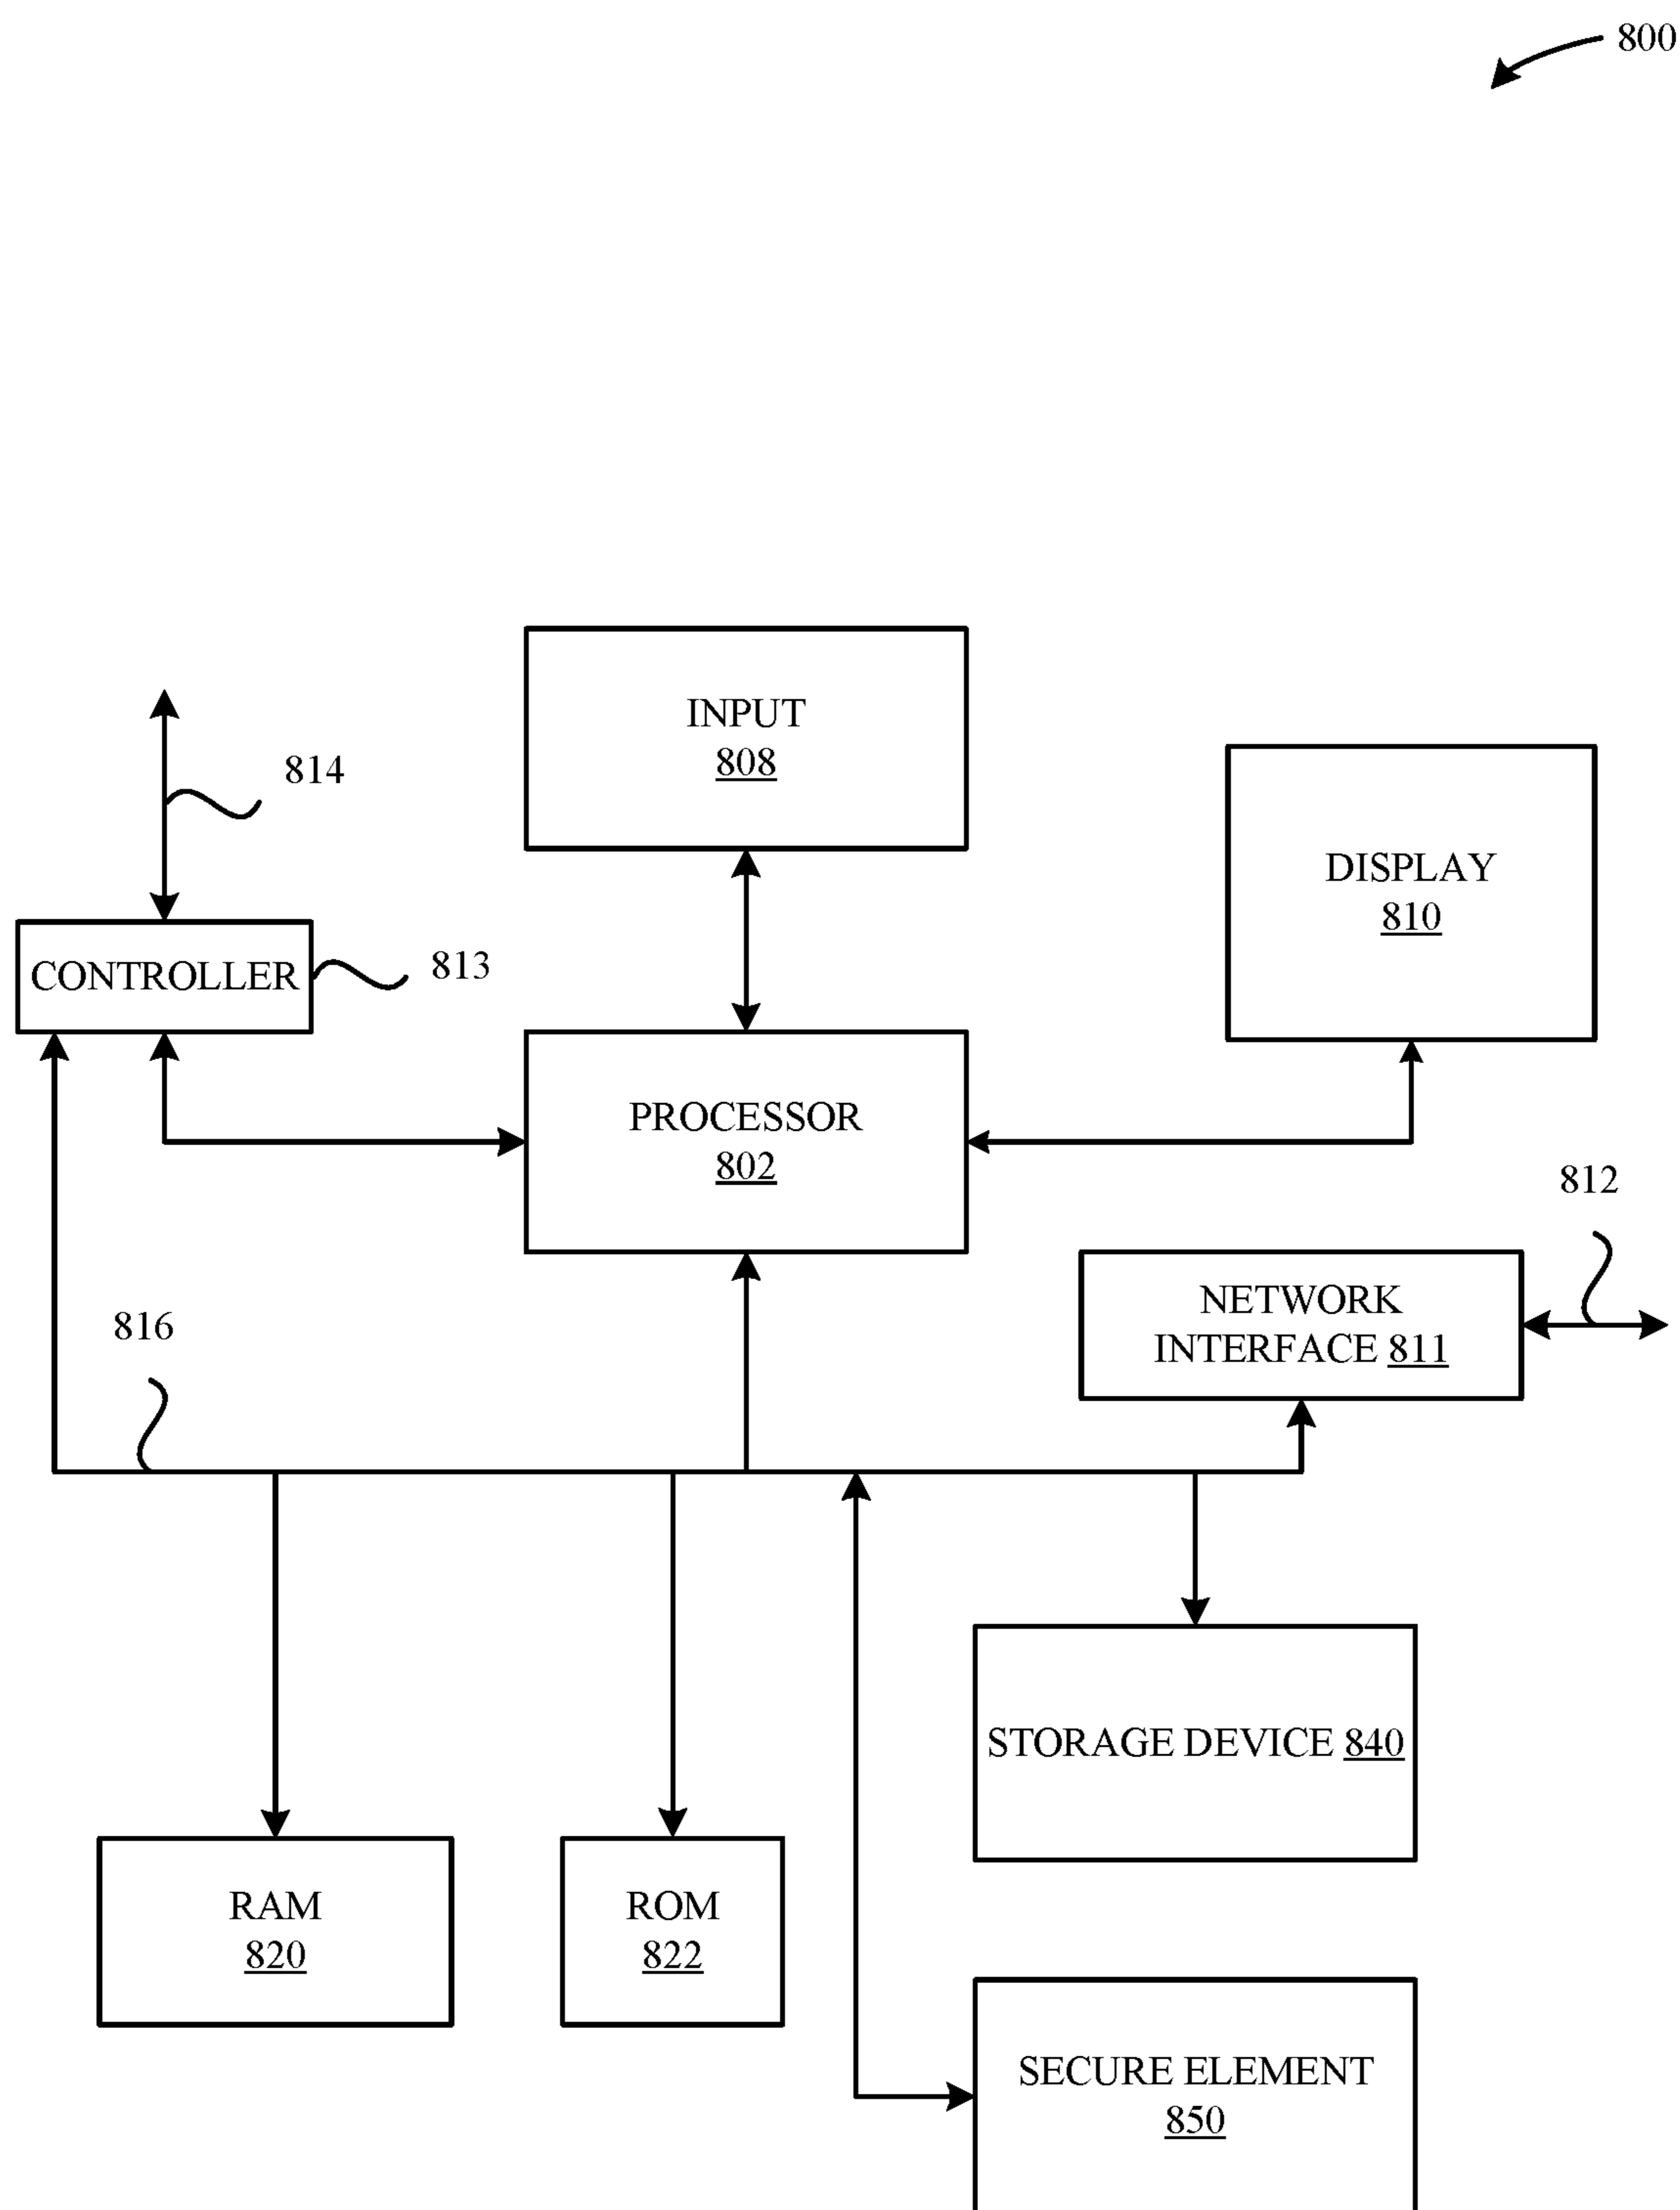 800
INPUT
808
814
DISPLAY
810
CONTROLLER
813
PROCESSOR
802
812
NETWORK
INTERFACE 811
816
STORAGE DEVICE 840
RAM
820
ROM
822
SECURE ELEMENT
850